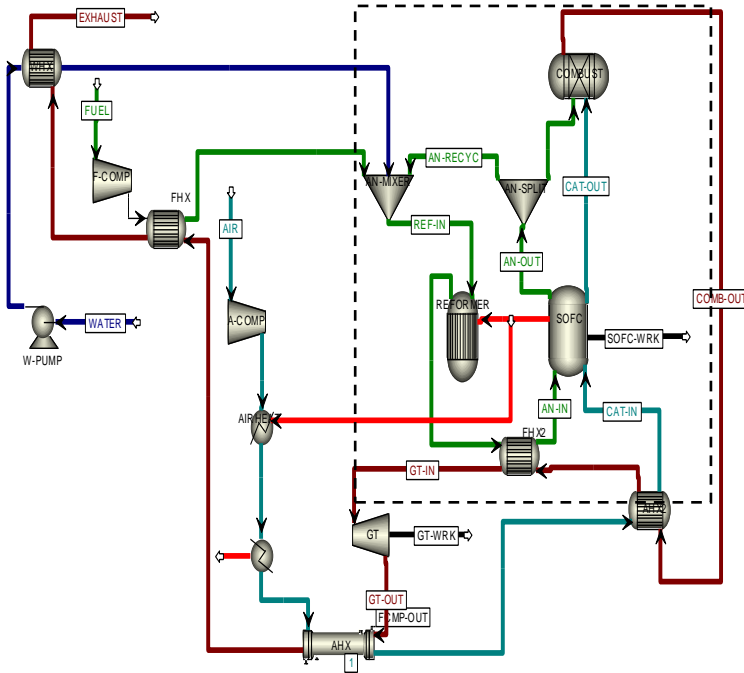 EXHAUST
WHX
COMBUST
FUEL
F-COMP
FHX
AN-RECYC
AN-MIXER
AN-SPLIT
CAT-OUT
AIR
REF-IN
AN-OUT
A-COMP
REFORMER
SOFC
COMB-OUT
WATER
W-PUMP
SOFC-WRK
AN-IN
CAT-IN
FHX2
GT-IN
AHX2
GT
GT-WRK
GT-OUT
AHX
1